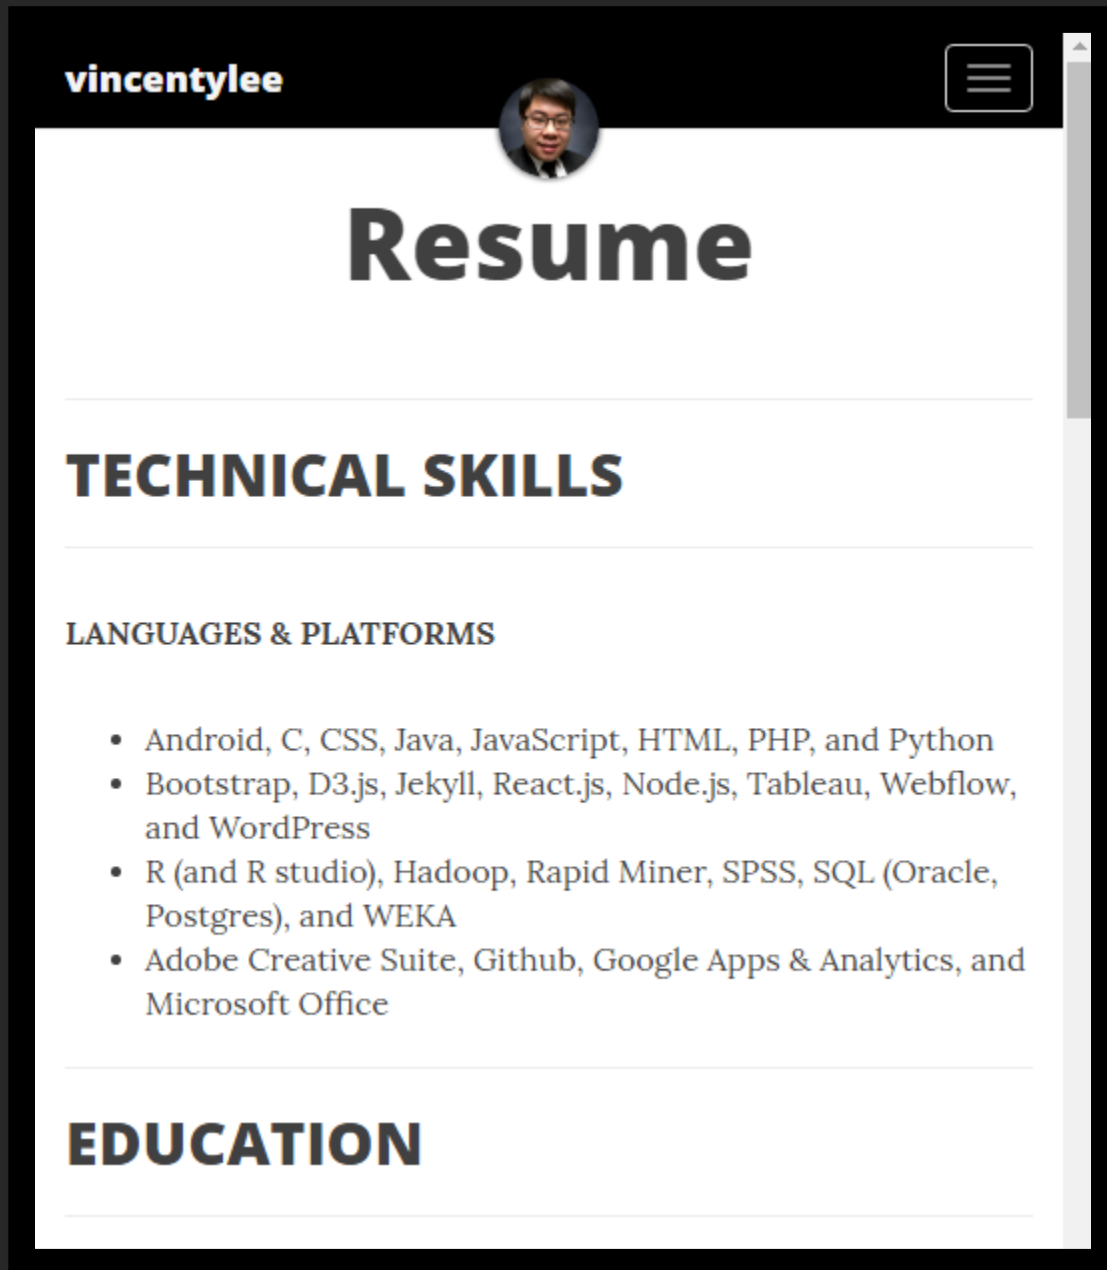 vincentylee
Resume
TECHNICAL SKILLS
LANGUAGES & PLATFORMS
Android, C, CSS, Java, JavaScript, HTML, PHP, and Python
Bootstrap, D3.js, Jekyll, React.js, Node.js, Tableau, Webflow,
and WordPress
R (and R studio), Hadoop, Rapid Miner, SPSS, SQL (Oracle,
Postgres), and WEKA
Adobe Creative Suite, Github, Google Apps & Analytics, and
Microsoft Office
EDUCATION